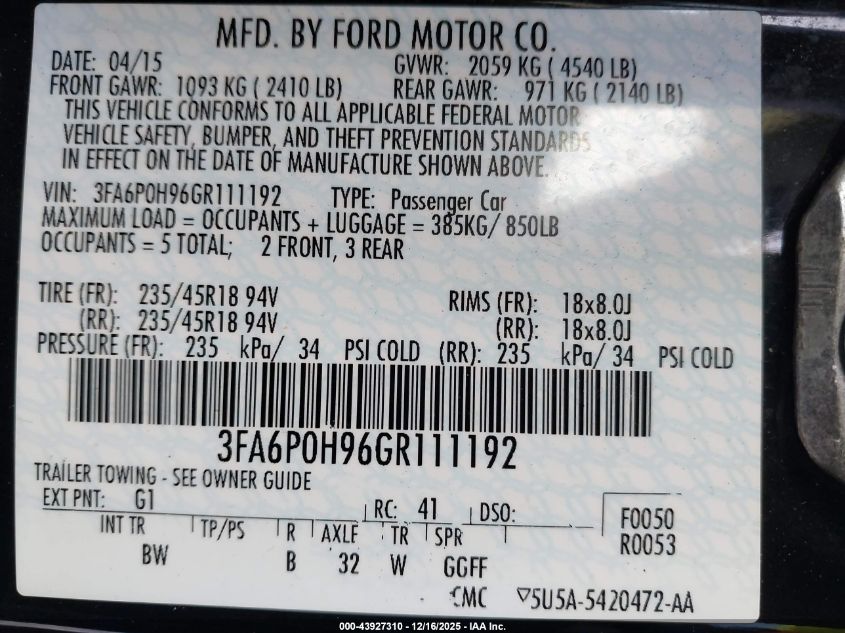 MFD. BY FORD MOTOR CO.
DATE: 04/15 GVWR: 2059 KG ( 4540 LB)
FRONT GAWR: 1093 KG ( 2410 LB) REAR GAWR: 971 KG ( 2140 LB)
THIS VEHICLE CONFORMS TO ALL APPLICABLE FEDERAL MOTOR
VEHICLE SAFETY, BUMPER, AND THEFT PREVENTION STANDARDS
IN EFFECT ON THE DATE OF MANUFACTURE SHOWN ABOVE.
VIN: 3FA6P0H96GR111192 TYPE: Passenger Car
MAXIMUM LOAD = OCCUPANTS + LUGGAGE = 385KG/ 850LB
OCCUPANTS = 5 TOTAL; 2 FRONT, 3 REAR
TIRE (FR): 235/45R18 94V RIMS (FR): 18x8.0J
(RR): 235/45R18 94V (RR): 18x8.0J
PRESSURE (FR): 235 kPa/ 34 PSI COLD (RR): 235 kPa/ 34 PSI COLD
3FA6P0H96GR111192
TRAILER TOWING - SEE OWNER GUIDE
EXT PNT: G1 RC: 41 DSO: F0050
INT TR TP/PS R AXLE TR SPR R0053
BW B 32 W GGFF
CMC ▽5U5A-5420472-AA
000-43927310 - 12/16/2025 - IAA Inc.